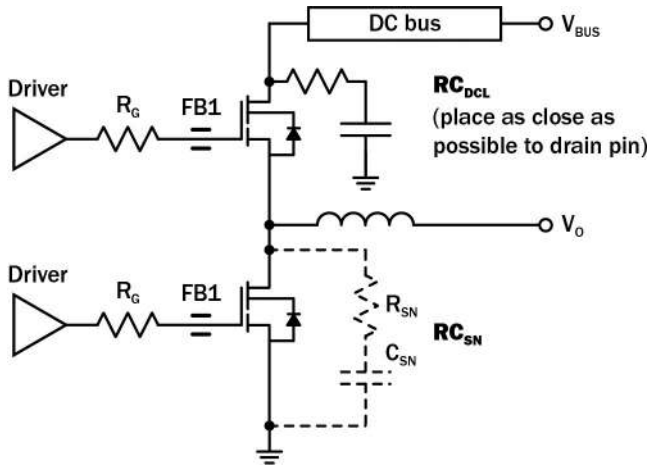 DC bus
V_BUS
Driver
R_G
FB1
RC_DCL
(place as close as
possible to drain pin)
V_O
Driver
R_G
FB1
R_SN
RC_SN
C_SN